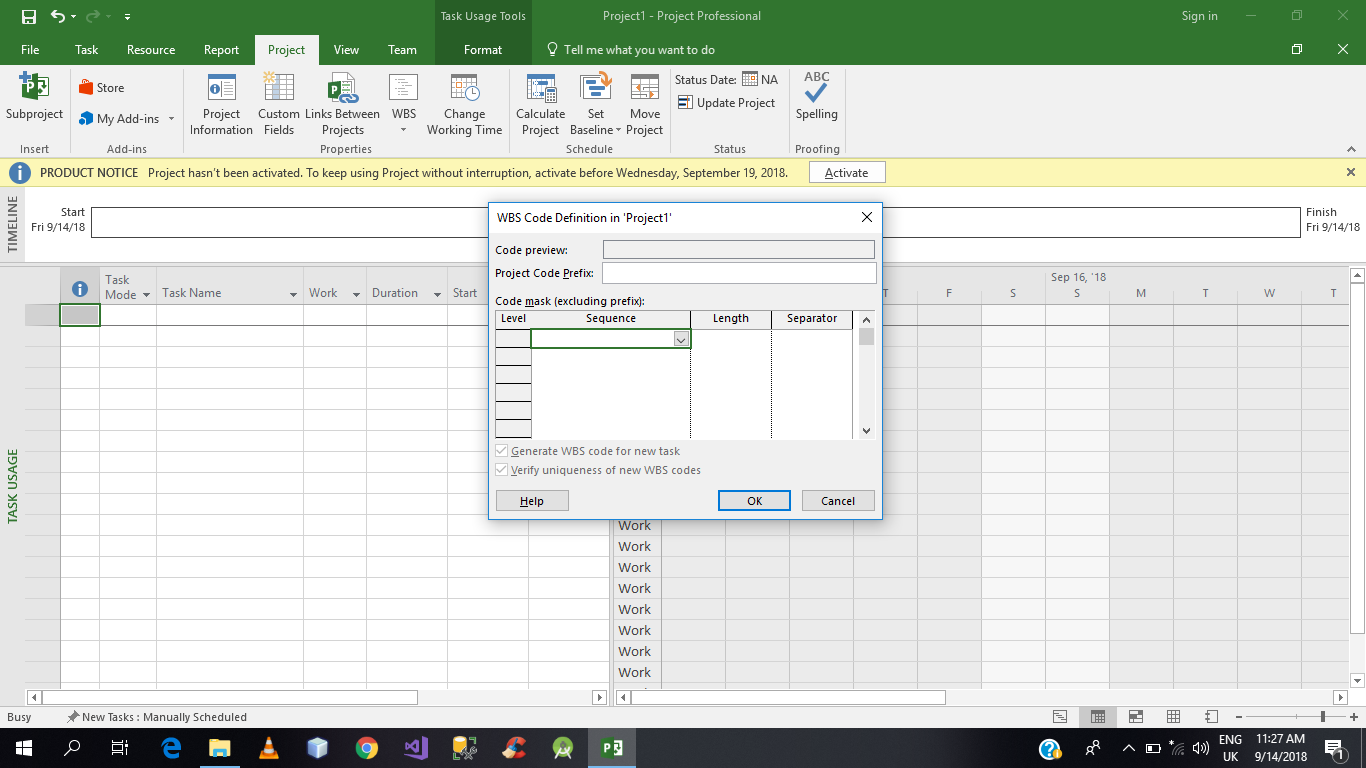 Task Usage Tools
Project1 - Project Professional
Sign in
File Task Resource Report Project View Team Format Tell me what you want to do
Subproject
Store
My Add-ins
Project Information
Custom Fields
Links Between Projects
WBS
Change Working Time
Calculate Project
Set Baseline
Move Project
Status Date: NA
Update Project
ABC
Spelling
Insert Add-ins Properties Schedule Status Proofing
PRODUCT NOTICE Project hasn't been activated. To keep using Project without interruption, activate before Wednesday, September 19, 2018. Activate
TIMELINE
Start
Fri 9/14/18
Finish
Fri 9/14/18
WBS Code Definition in 'Project1'
Code preview:
Project Code Prefix:
Code mask (excluding prefix):
Level Sequence Length Separator
Generate WBS code for new task
Verify uniqueness of new WBS codes
Help OK Cancel
Task Mode Task Name Work Duration Start
Sep 16, '18
T F S S M T W T
TASK USAGE
Work
Work
Work
Work
Work
Work
Work
Work
Busy New Tasks : Manually Scheduled
ENG
UK
11:27 AM
9/14/2018
1